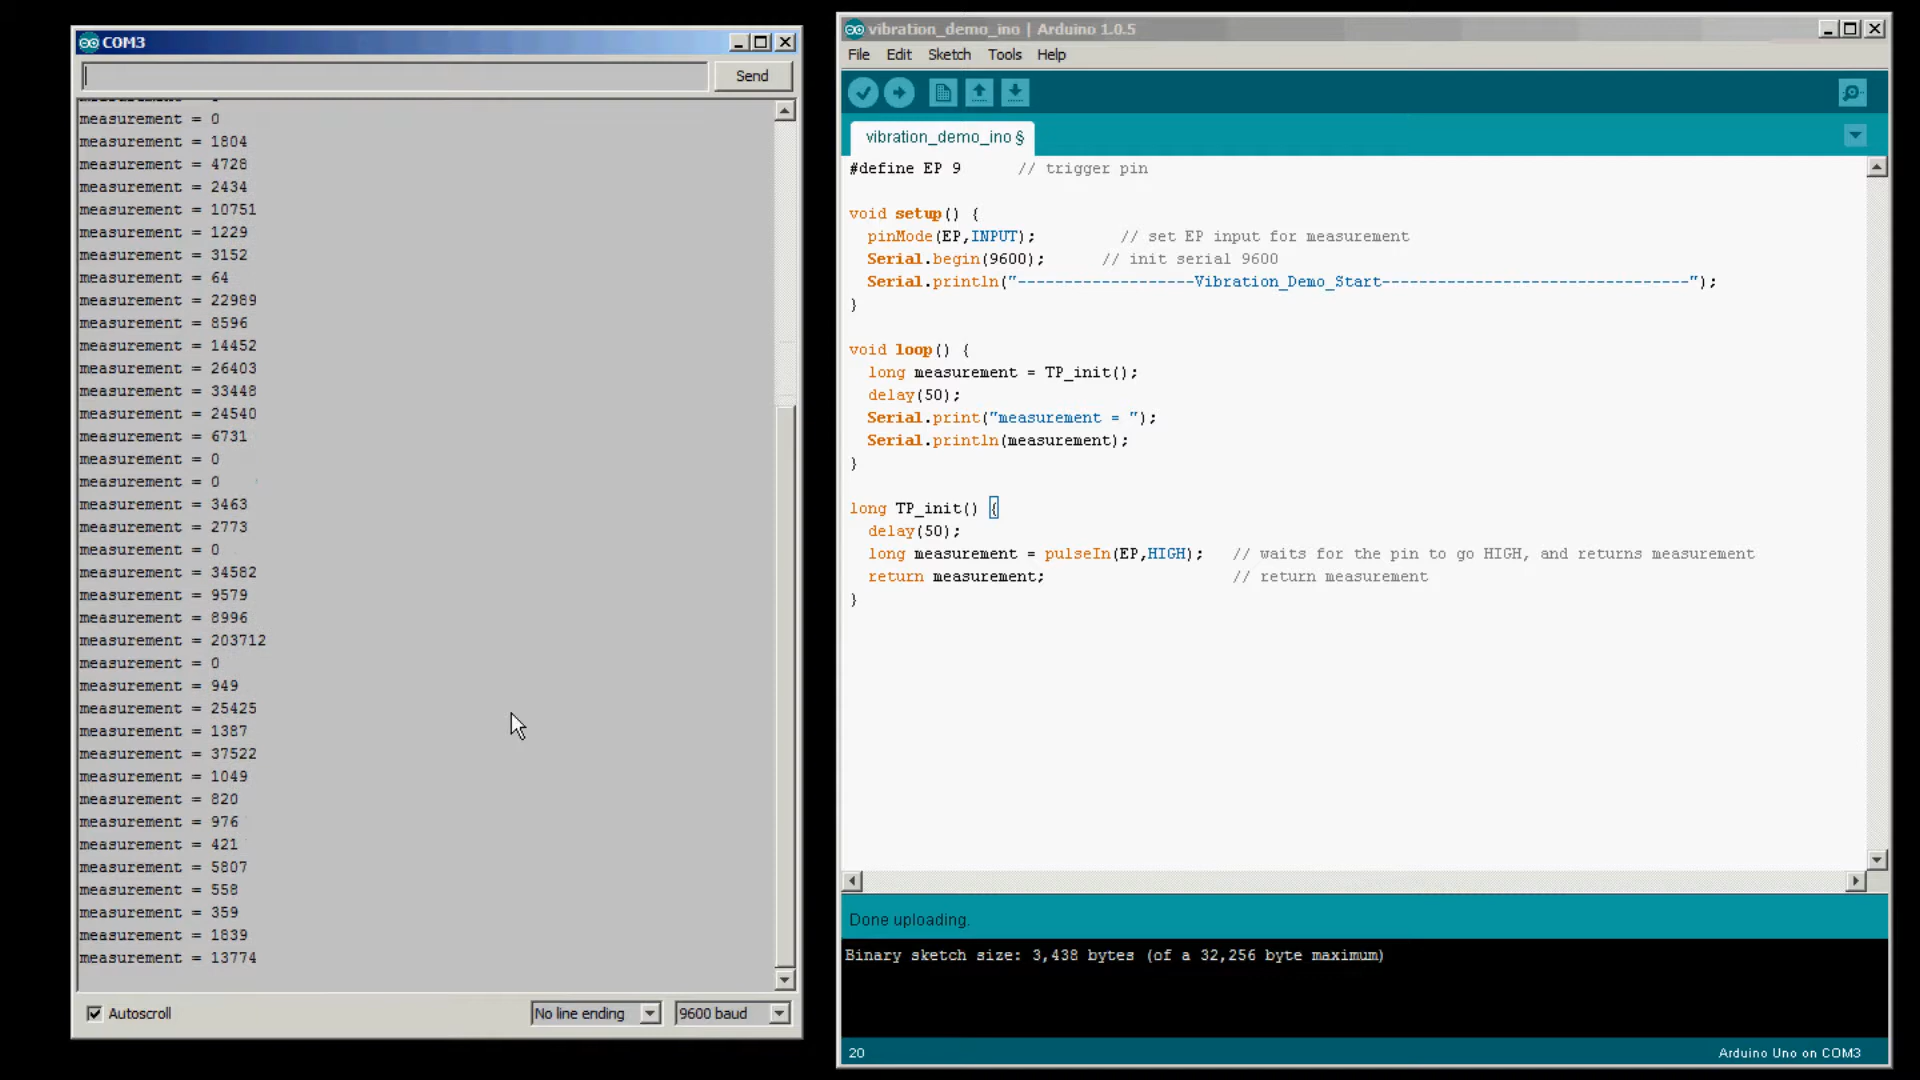 COM3
Send
measurement = 0
measurement = 1804
measurement = 4728
measurement = 2434
measurement = 10751
measurement = 1229
measurement = 3152
measurement = 64
measurement = 22989
measurement = 8596
measurement = 14452
measurement = 26403
measurement = 33448
measurement = 24540
measurement = 6731
measurement = 0
measurement = 0
measurement = 3463
measurement = 2773
measurement = 0
measurement = 34582
measurement = 9579
measurement = 8996
measurement = 203712
measurement = 0
measurement = 949
measurement = 25425
measurement = 1387
measurement = 37522
measurement = 1049
measurement = 820
measurement = 976
measurement = 421
measurement = 5807
measurement = 558
measurement = 359
measurement = 1839
measurement = 13774
Autoscroll
No line ending
9600 baud
vibration_demo_ino | Arduino 1.0.5
File Edit Sketch Tools Help
vibration_demo_ino §
#define EP 9      // trigger pin
void setup() {
  pinMode(EP,INPUT);         // set EP input for measurement
  Serial.begin(9600);      // init serial 9600
  Serial.println("-------------------Vibration_Demo_Start---------------------------------");
}
void loop() {
  long measurement = TP_init();
  delay(50);
  Serial.print("measurement = ");
  Serial.println(measurement);
}
long TP_init() {
  delay(50);
  long measurement = pulseIn(EP,HIGH);   // waits for the pin to go HIGH, and returns measurement
  return measurement;                    // return measurement
}
Done uploading.
Binary sketch size: 3,438 bytes (of a 32,256 byte maximum)
20
Arduino Uno on COM3